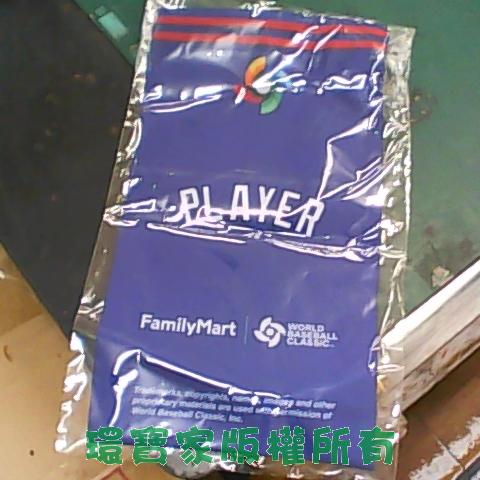 PLAYER
FamilyMart
WORLD
BASEBALL
CLASSIC
Trademarks, copyrights, names, images and other
proprietary materials are used with permission of
World Baseball Classic, Inc.
環寶家版權所有